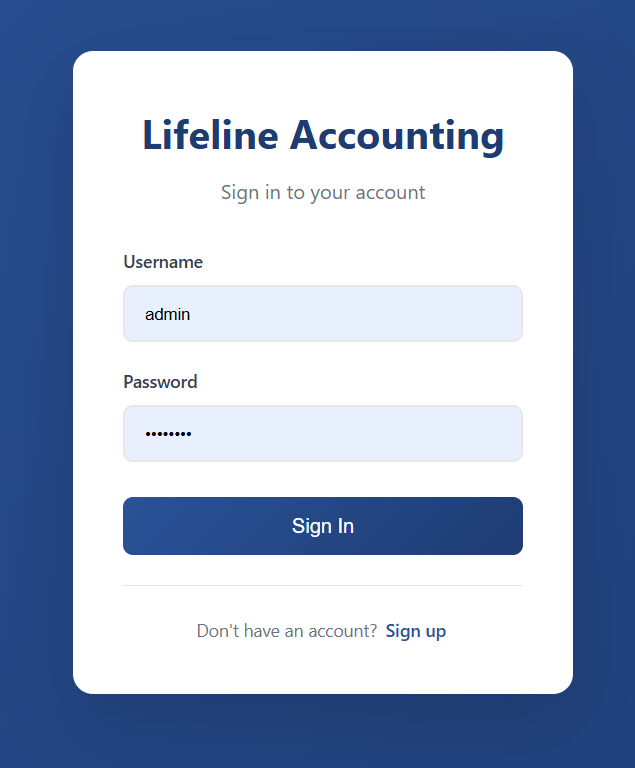 Lifeline Accounting
Sign in to your account
Username
admin
Password
••••••••
Sign In
Don't have an account? Sign up